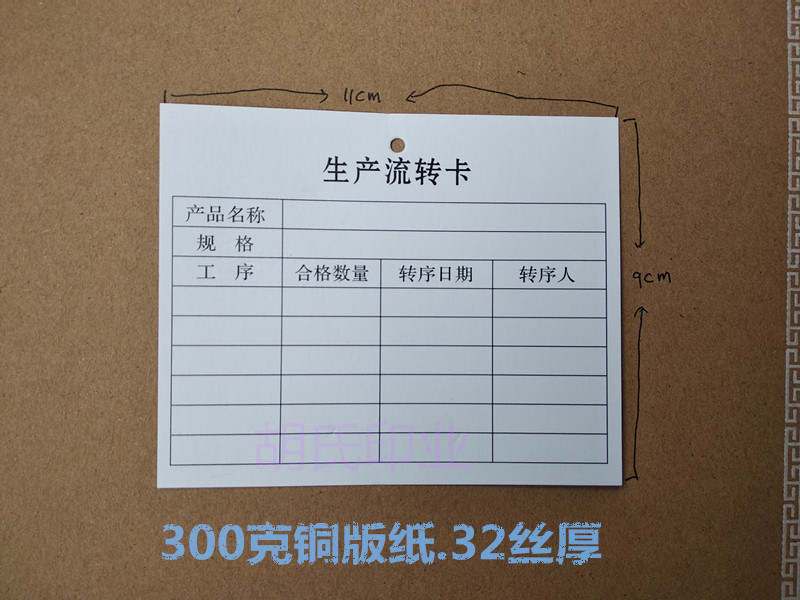 11cm
生产流转卡
产品名称
规 格
9cm
工 序 合格数量 转序日期 转序人
胡氏印业
300克铜版纸.32丝厚